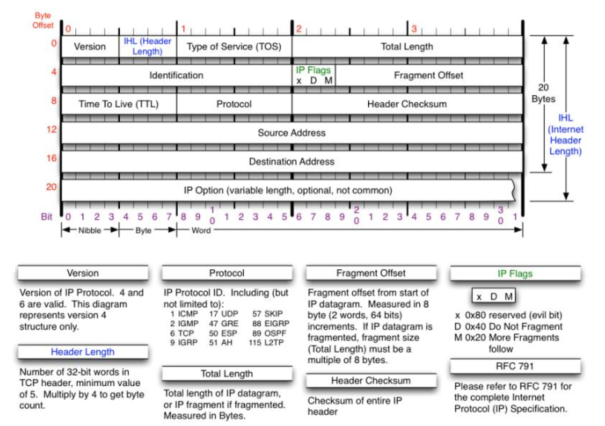 Byte
Offset
0 1 2 3
0 Version IHL (Header Length) Type of Service (TOS) Total Length
4 Identification IP Flags x D M Fragment Offset
8 Time To Live (TTL) Protocol Header Checksum
12 Source Address
16 Destination Address
20 IP Option (variable length, optional, not common)
20 Bytes
IHL (Internet Header Length)
Bit 0 1 2 3 4 5 6 7 8 9 10 1 2 3 4 5 6 7 8 9 20 1 2 3 4 5 6 7 8 9 30 1
Nibble Byte Word
Version
Version of IP Protocol. 4 and
6 are valid. This diagram
represents version 4
structure only.
Header Length
Number of 32-bit words in
TCP header, minimum value
of 5. Multiply by 4 to get byte
count.
Protocol
IP Protocol ID. Including (but
not limited to):
1 ICMP 17 UDP 57 SKIP
2 IGMP 47 GRE 88 EIGRP
6 TCP 50 ESP 89 OSPF
9 IGRP 51 AH 115 L2TP
Total Length
Total length of IP datagram,
or IP fragment if fragmented.
Measured in Bytes.
Fragment Offset
Fragment offset from start of
IP datagram. Measured in 8
byte (2 words, 64 bits)
increments. If IP datagram is
fragmented, fragment size
(Total Length) must be a
multiple of 8 bytes.
Header Checksum
Checksum of entire IP
header
IP Flags
x D M
x 0x80 reserved (evil bit)
D 0x40 Do Not Fragment
M 0x20 More Fragments
follow
RFC 791
Please refer to RFC 791 for
the complete Internet
Protocol (IP) Specification.